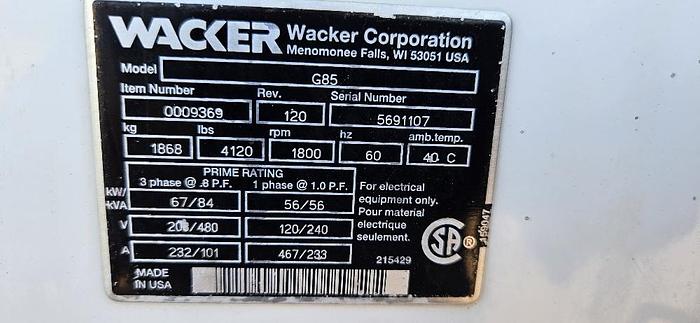 WACKER Wacker Corporation
Menomonee Falls, WI 53051 USA
Model G85
Item Number Rev. Serial Number
0009369 120 5691107
kg lbs rpm hz amb.temp.
1868 4120 1800 60 40 C
PRIME RATING
3 phase @ .8 P.F. 1 phase @ 1.0 P.F.
kW/kVA 67/84 56/56
V 208/480 120/240
A 232/101 467/233
For electrical
equipment only.
Pour material
electrique
seulement.
SA ®
159047
215429
MADE
IN USA